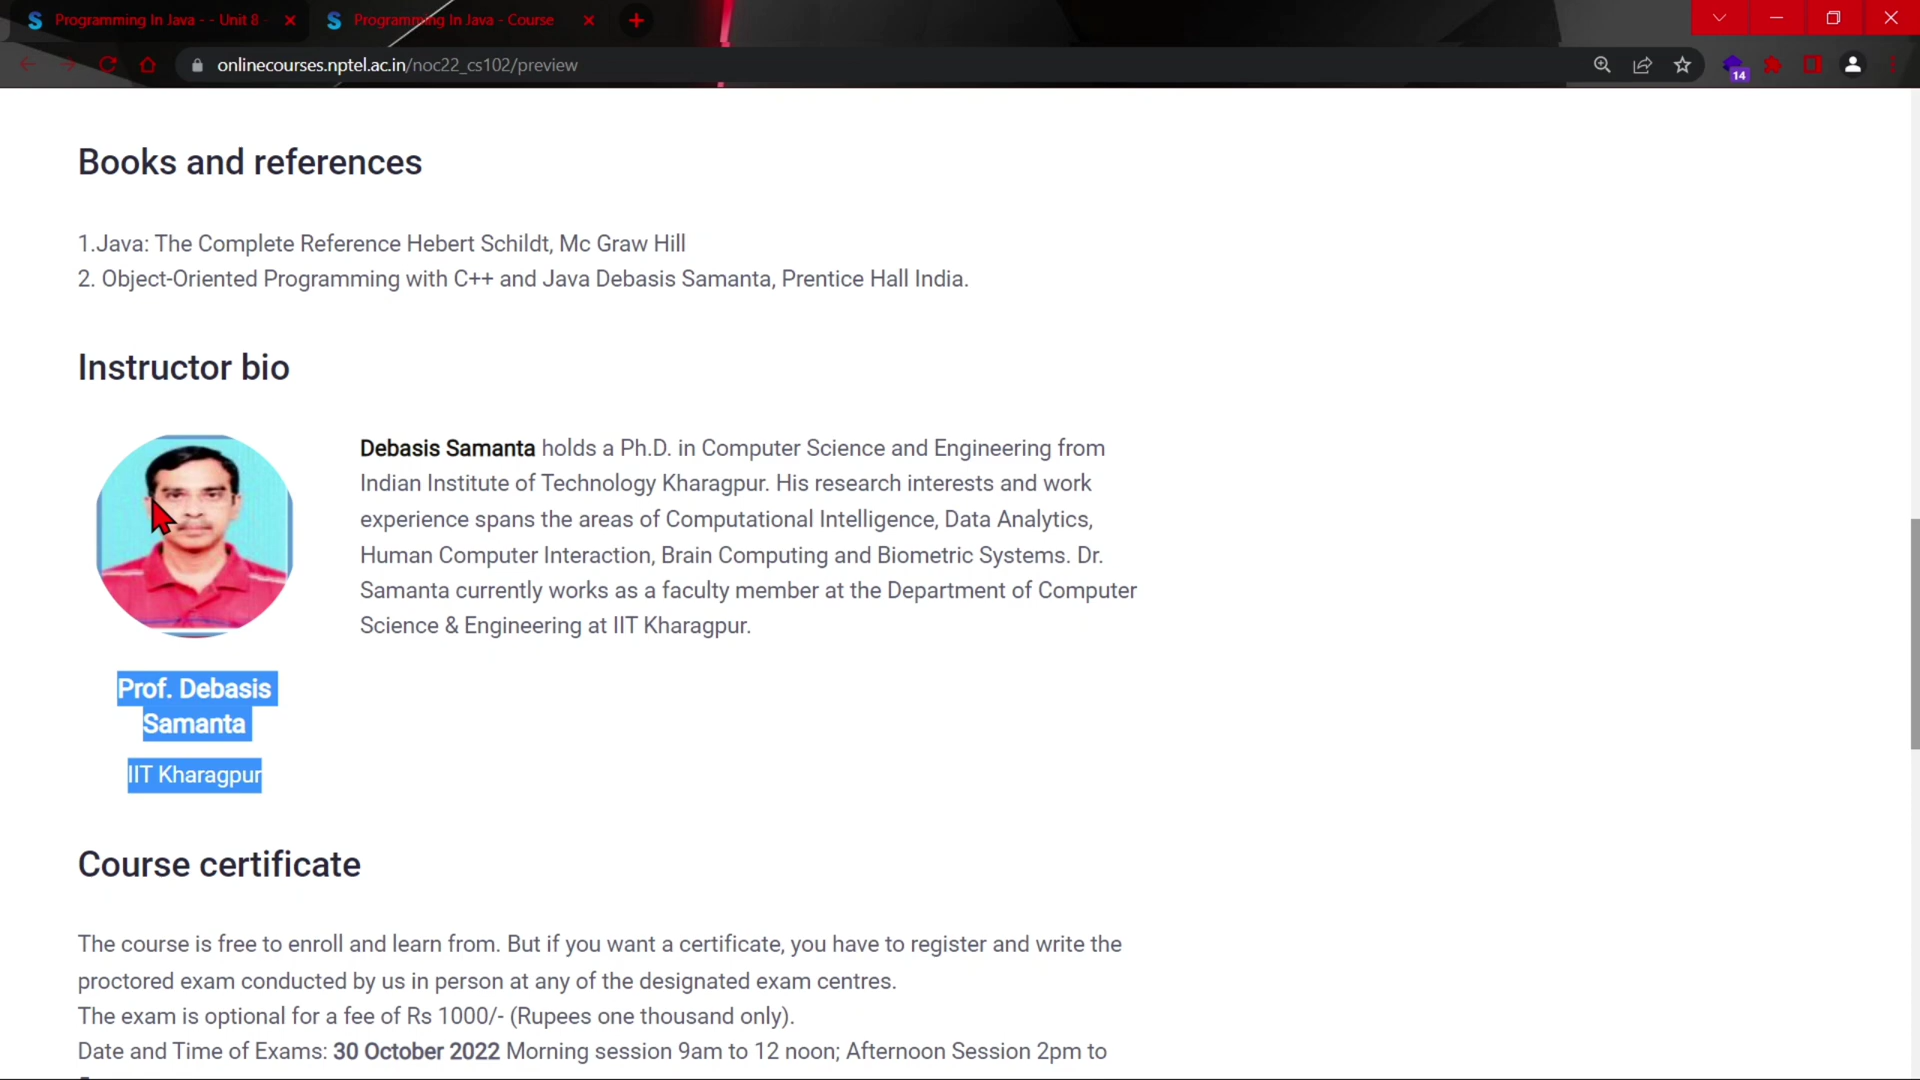 Programming In Java - - Unit 8 -
Programming In Java - Course
onlinecourses.nptel.ac.in/noc22_cs102/preview
14
Books and references
1.Java: The Complete Reference Hebert Schildt, Mc Graw Hill
2. Object-Oriented Programming with C++ and Java Debasis Samanta, Prentice Hall India.
Instructor bio
Debasis Samanta holds a Ph.D. in Computer Science and Engineering from
Indian Institute of Technology Kharagpur. His research interests and work
experience spans the areas of Computational Intelligence, Data Analytics,
Human Computer Interaction, Brain Computing and Biometric Systems. Dr.
Samanta currently works as a faculty member at the Department of Computer
Science & Engineering at IIT Kharagpur.
Prof. Debasis
Samanta
IIT Kharagpur
Course certificate
The course is free to enroll and learn from. But if you want a certificate, you have to register and write the
proctored exam conducted by us in person at any of the designated exam centres.
The exam is optional for a fee of Rs 1000/- (Rupees one thousand only).
Date and Time of Exams: 30 October 2022 Morning session 9am to 12 noon; Afternoon Session 2pm to